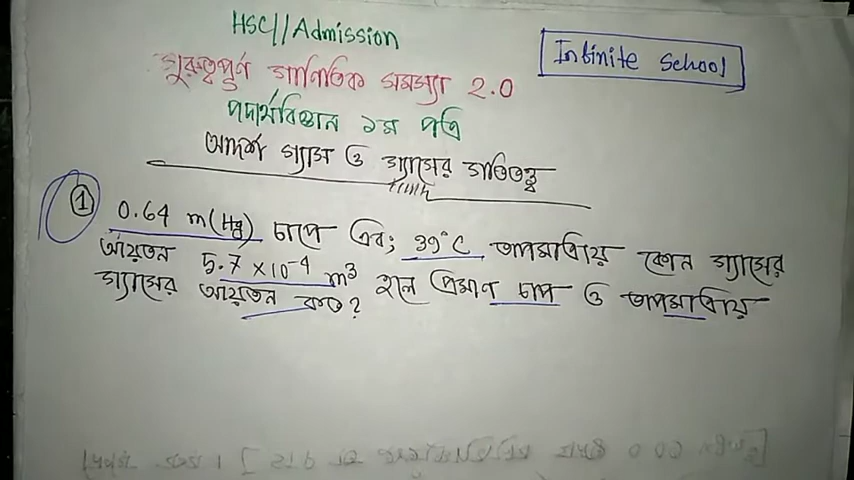 HSC//Admission
Infinite School
গুরুত্বপূর্ণ গাণিতিক সমস্যা 2.0
পদার্থবিজ্ঞান ১ম পত্র
আদর্শ গ্যাস ও গ্যাসের গতিতত্ত্ব
① 0.64 m(Hg) চাপে এবং 39°C তাপমাত্রায় কোন গ্যাসের
আয়তন 5.7 × 10⁻⁴ m³ হলে প্রমাণ চাপ ও তাপমাত্রায়
গ্যাসের আয়তন কত?